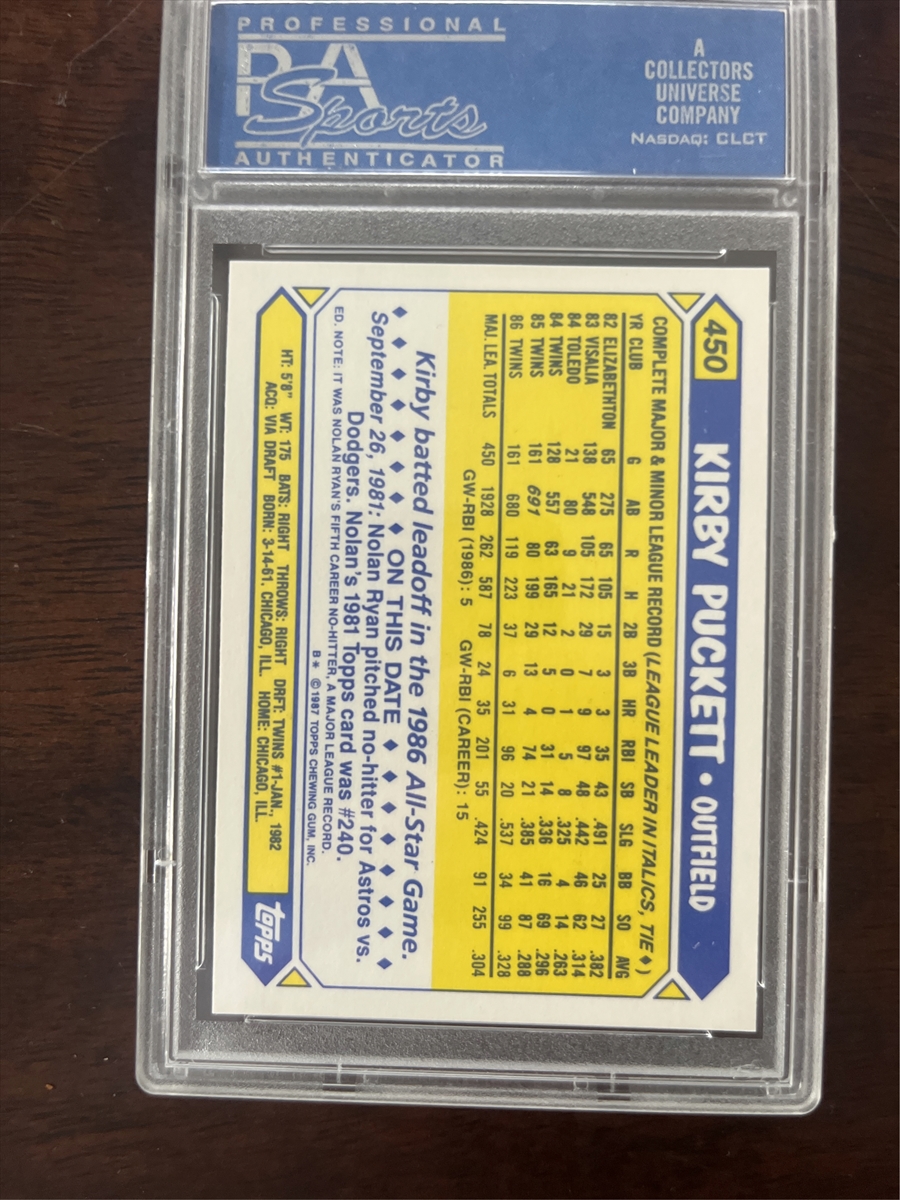 PROFESSIONAL
PSA
Sports
AUTHENTICATOR
A
COLLECTORS
UNIVERSE
COMPANY
NASDAQ: CLCT
450 KIRBY PUCKETT • OUTFIELD
COMPLETE MAJOR & MINOR LEAGUE RECORD (LEAGUE LEADER IN ITALICS, TIE ♦)
YR CLUB G AB R H 2B 3B HR RBI SB SLG BB SO AVG
82 ELIZABETHTON 65 275 65 105 15 3 3 35 43 .491 25 27 .382
83 VISALIA 138 548 105 172 29 7 9 97 48 .442 46 62 .314
84 TOLEDO 21 80 9 21 2 0 1 5 8 .325 4 14 .263
84 TWINS 128 557 63 165 12 5 0 31 14 .336 16 69 .296
85 TWINS 161 691 80 199 29 13 4 74 21 .385 41 87 .288
86 TWINS 161 680 119 223 37 6 31 96 20 .537 34 99 .328
MAJ. LEA. TOTALS 450 1928 262 587 78 24 35 201 55 .424 91 255 .304
GW-RBI (1986): 5 GW-RBI (CAREER): 15
Kirby batted leadoff in the 1986 All-Star Game.
♦ ♦ ♦ ♦ ♦ ♦ ON THIS DATE ♦ ♦ ♦ ♦ ♦ ♦
September 26, 1981: Nolan Ryan pitched no-hitter for Astros vs.
Dodgers. Nolan's 1981 Topps card was #240.
ED. NOTE: IT WAS NOLAN RYAN'S FIFTH CAREER NO-HITTER, A MAJOR LEAGUE RECORD.
B* ©1987 TOPPS CHEWING GUM, INC.
HT: 5'8" WT: 175 BATS: RIGHT THROWS: RIGHT DRFT: TWINS #1-JAN., 1982
ACQ: VIA DRAFT BORN: 3-14-61, CHICAGO, ILL. HOME: CHICAGO, ILL.
topps